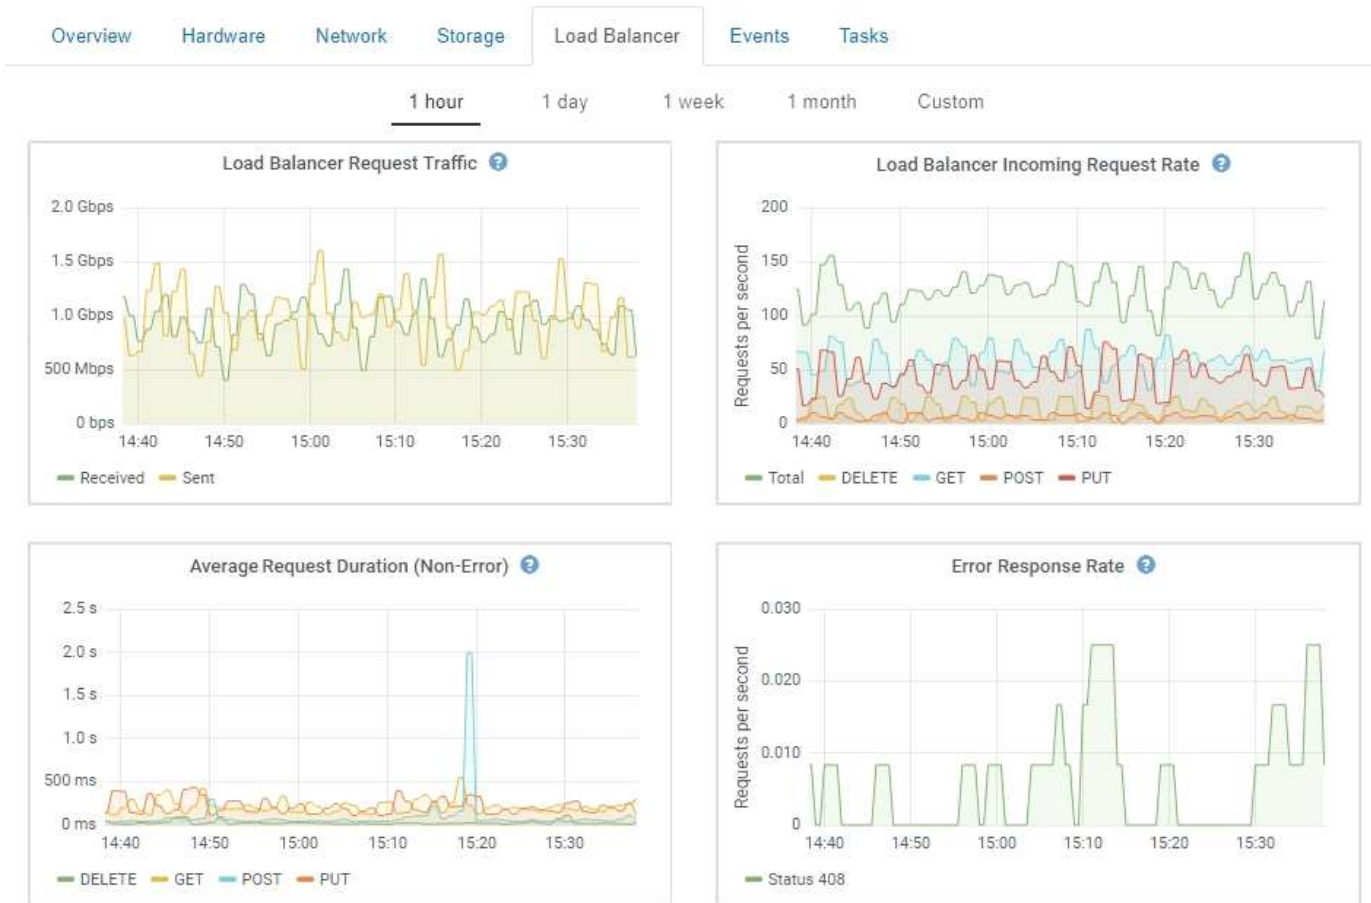 Overview Hardware Network Storage Load Balancer Events Tasks
1 hour 1 day 1 week 1 month Custom
Load Balancer Request Traffic ?
2.0 Gbps
1.5 Gbps
1.0 Gbps
500 Mbps
0 bps
14:40 14:50 15:00 15:10 15:20 15:30
Received Sent
Load Balancer Incoming Request Rate ?
Requests per second
200
150
100
50
0
14:40 14:50 15:00 15:10 15:20 15:30
Total DELETE GET POST PUT
Average Request Duration (Non-Error) ?
2.5 s
2.0 s
1.5 s
1.0 s
500 ms
0 ms
14:40 14:50 15:00 15:10 15:20 15:30
DELETE GET POST PUT
Error Response Rate ?
Requests per second
0.030
0.020
0.010
0
14:40 14:50 15:00 15:10 15:20 15:30
Status 408